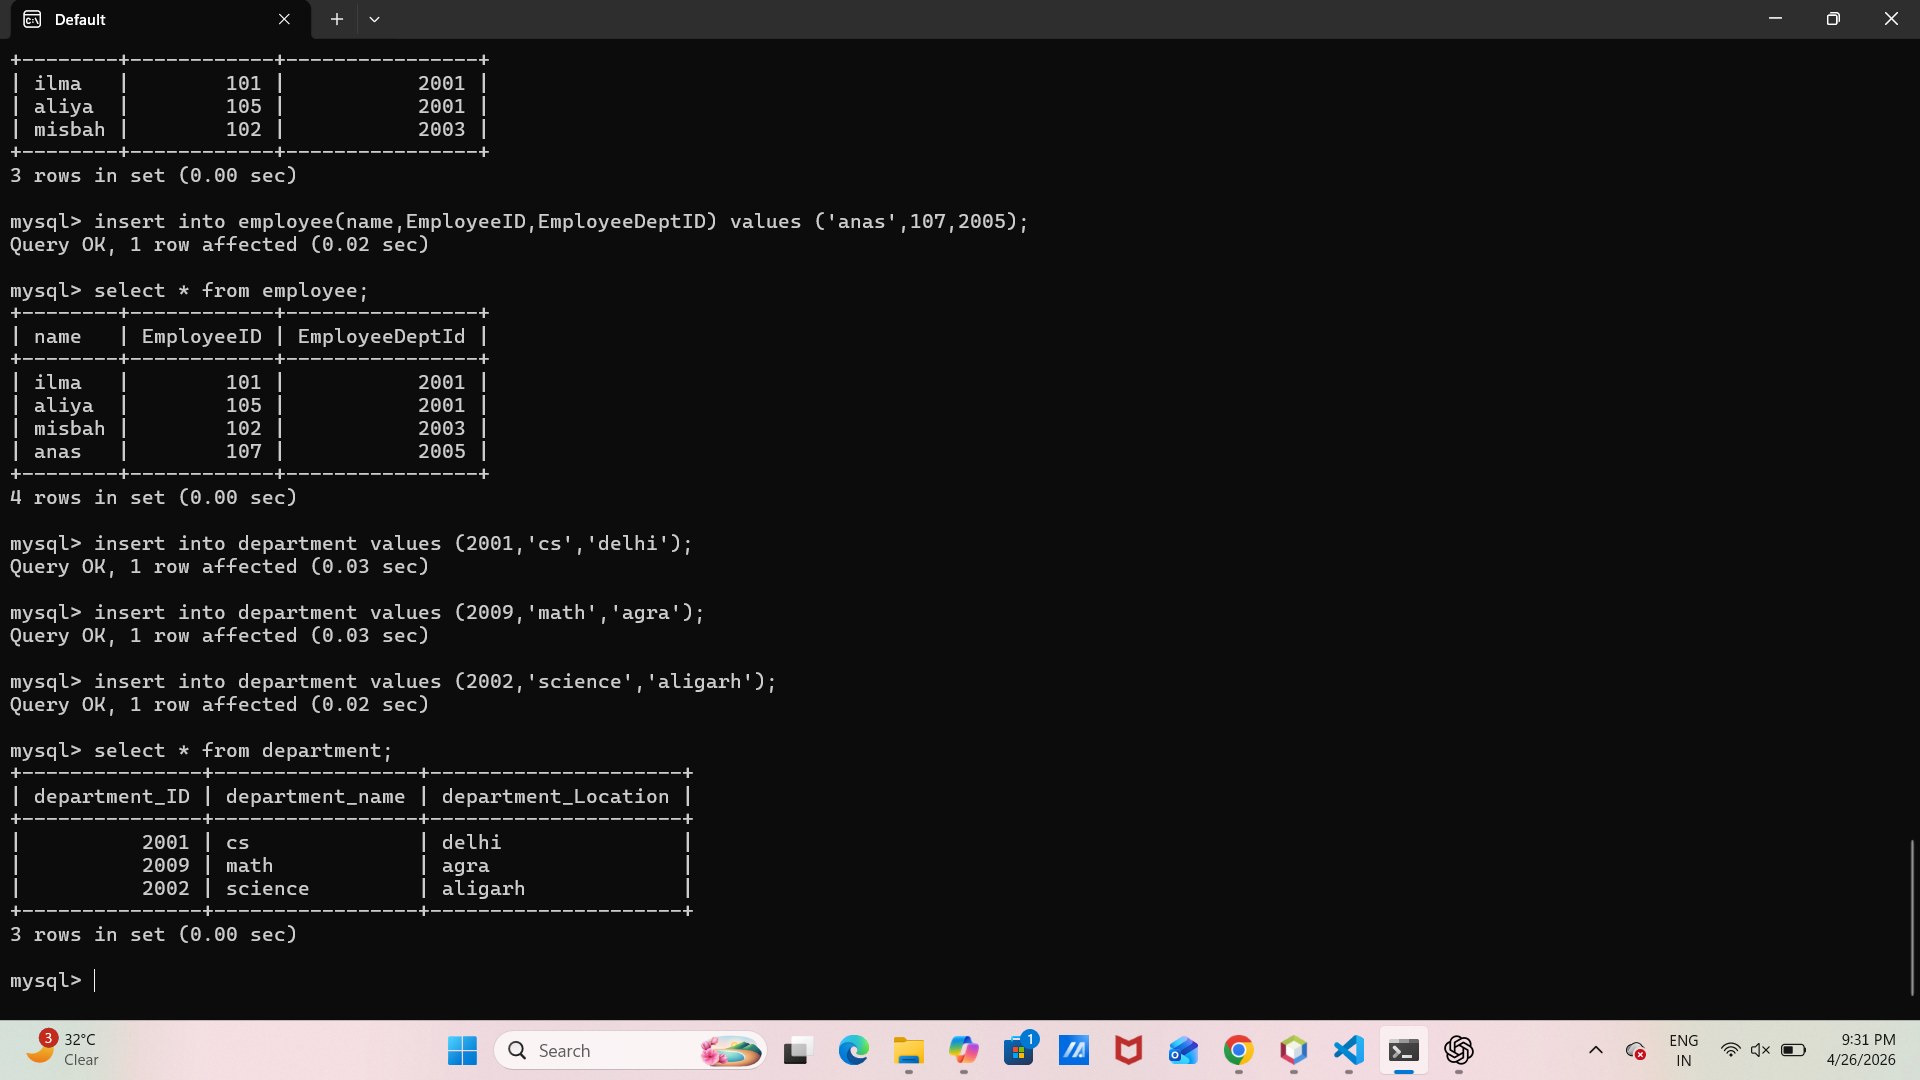 Default
+--------+------------+----------------+
| ilma   |        101 |           2001 |
| aliya  |        105 |           2001 |
| misbah |        102 |           2003 |
+--------+------------+----------------+
3 rows in set (0.00 sec)
mysql> insert into employee(name,EmployeeID,EmployeeDeptID) values ('anas',107,2005);
Query OK, 1 row affected (0.02 sec)
mysql> select * from employee;
+--------+------------+----------------+
| name   | EmployeeID | EmployeeDeptId |
+--------+------------+----------------+
| ilma   |        101 |           2001 |
| aliya  |        105 |           2001 |
| misbah |        102 |           2003 |
| anas   |        107 |           2005 |
+--------+------------+----------------+
4 rows in set (0.00 sec)
mysql> insert into department values (2001,'cs','delhi');
Query OK, 1 row affected (0.03 sec)
mysql> insert into department values (2009,'math','agra');
Query OK, 1 row affected (0.03 sec)
mysql> insert into department values (2002,'science','aligarh');
Query OK, 1 row affected (0.02 sec)
mysql> select * from department;
+---------------+-----------------+---------------------+
| department_ID | department_name | department_Location |
+---------------+-----------------+---------------------+
|          2001 | cs              | delhi               |
|          2009 | math            | agra                |
|          2002 | science         | aligarh             |
+---------------+-----------------+---------------------+
3 rows in set (0.00 sec)
mysql>
3
32°C
Clear
Search
1
ENG
IN
9:31 PM
4/26/2026